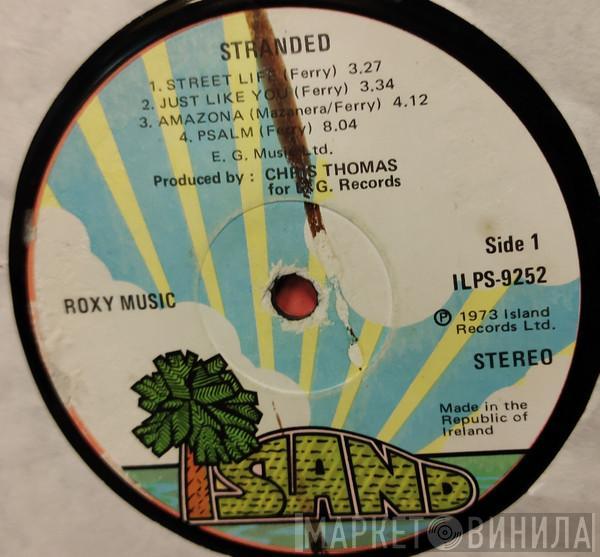 STRANDED
1. STREET LIFE (Ferry) 3.27
2. JUST LIKE YOU (Ferry) 3.34
3. AMAZONA (Mazanera/Ferry) 4.12
4. PSALM (Ferry) 8.04
E. G. Music Ltd.
Produced by : CHRIS THOMAS
for E.G. Records
Side 1
ILPS-9252
ROXY MUSIC
Ⓟ 1973 Island
Records Ltd.
STEREO
Made in the
Republic of
Ireland
ISLAND
МАРКЕТ ВИНИЛА